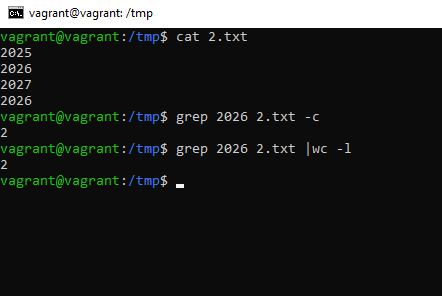 vagrant@vagrant: /tmp
vagrant@vagrant:/tmp$ cat 2.txt
2025
2026
2027
2026
vagrant@vagrant:/tmp$ grep 2026 2.txt -c
2
vagrant@vagrant:/tmp$ grep 2026 2.txt |wc -l
2
vagrant@vagrant:/tmp$